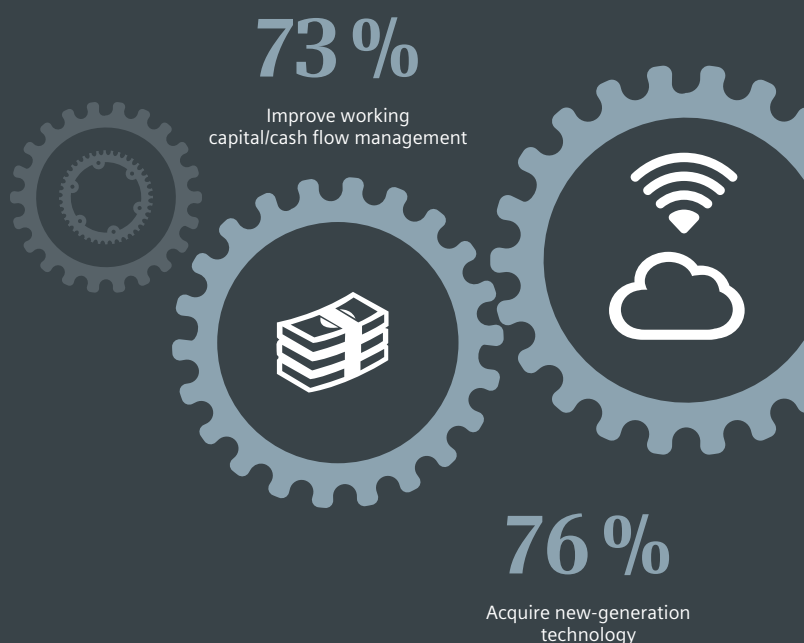 73 %
Improve working
capital/cash flow management
76 %
Acquire new-generation
technology